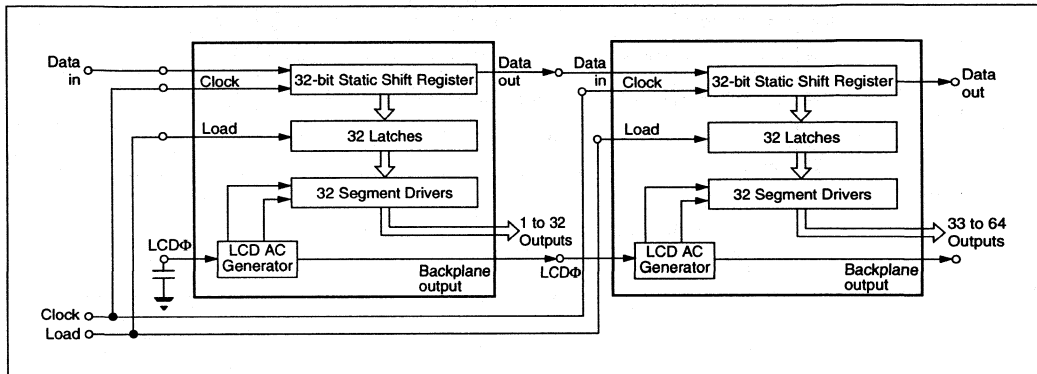 Data in
Clock
32-bit Static Shift Register
Data out
Load
32 Latches
32 Segment Drivers
1 to 32 Outputs
LCDΦ
LCD AC Generator
Backplane output
Data in
Clock
32-bit Static Shift Register
Data out
Load
32 Latches
32 Segment Drivers
33 to 64 Outputs
LCDΦ
LCD AC Generator
Backplane output
Clock
Load